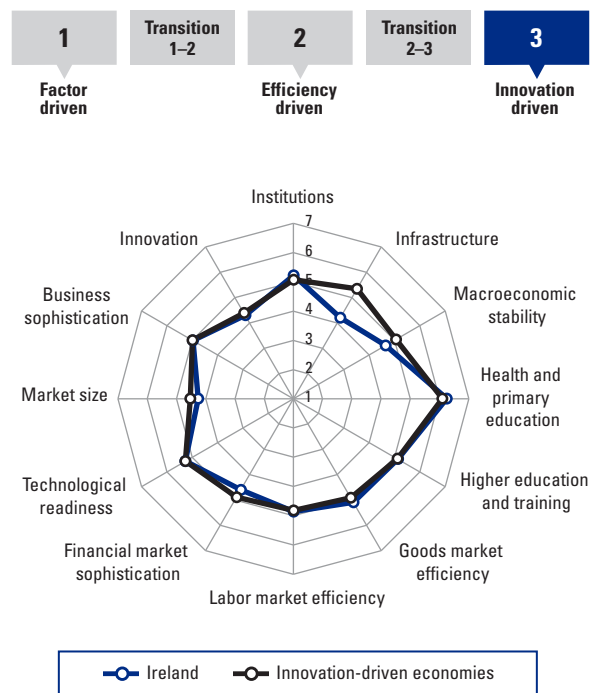 1
Transition
1–2
2
Transition
2–3
3
Factor
driven
Efficiency
driven
Innovation
driven
Institutions
7
6
5
4
3
2
1
Infrastructure
Macroeconomic
stability
Health and
primary
education
Higher education
and training
Goods market
efficiency
Labor market efficiency
Financial market
sophistication
Technological
readiness
Market size
Business
sophistication
Innovation
Ireland
Innovation-driven economies